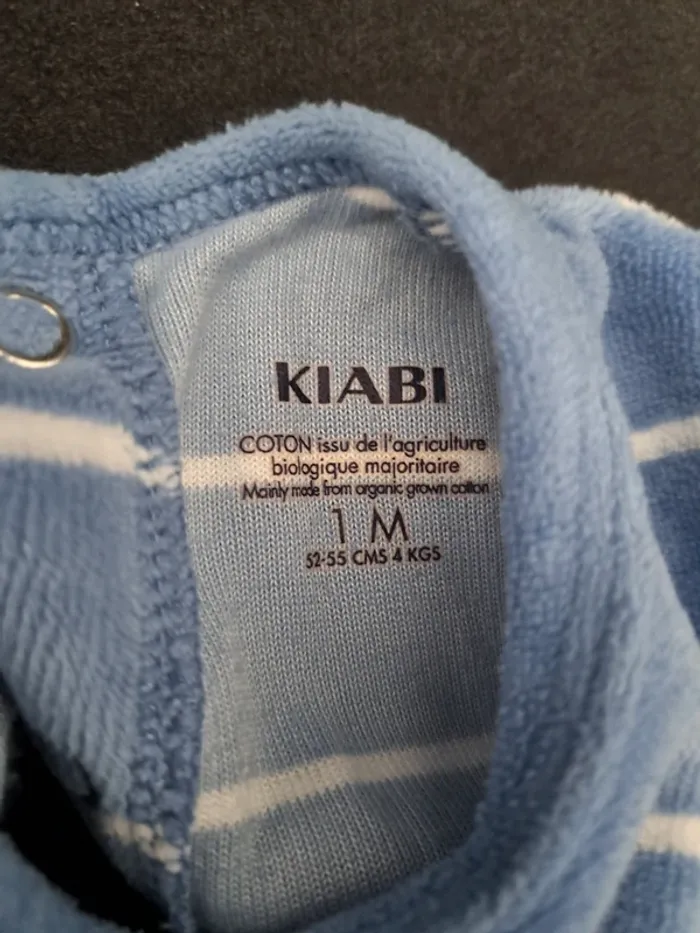 KIABI
COTON issu de l'agriculture
biologique majoritaire
Mainly made from organic grown cotton
1 M
52-55 CMS 4 KGS